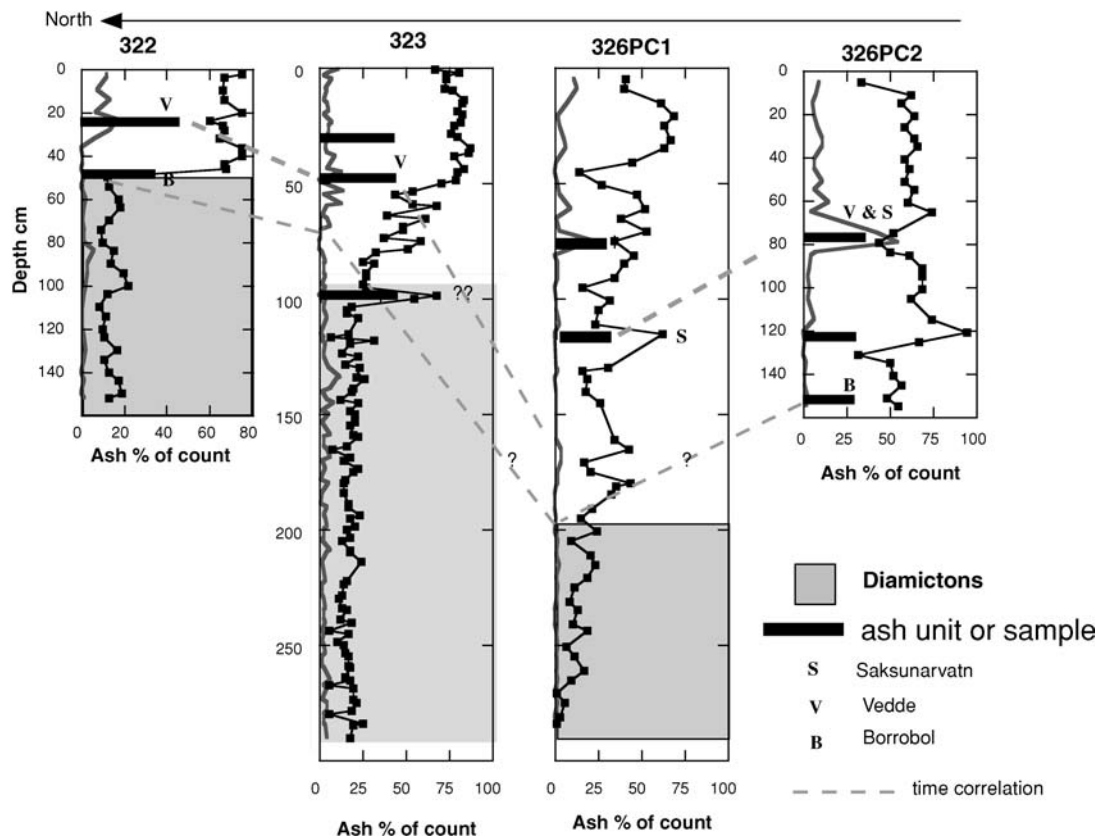 North
322
323
326PC1
326PC2
Depth cm
0
20
40
60
80
100
120
140
V
B
0 20 40 60 80
Ash % of count
0
50
100
150
200
250
V
??
?
0 25 50 75 100
Ash % of count
S
?
0 25 50 75 100
Ash % of count
0
20
40
60
80
100
120
140
V & S
B
0 25 50 75 100
Ash % of count
Diamictons
ash unit or sample
S Saksunarvatn
V Vedde
B Borrobol
time correlation